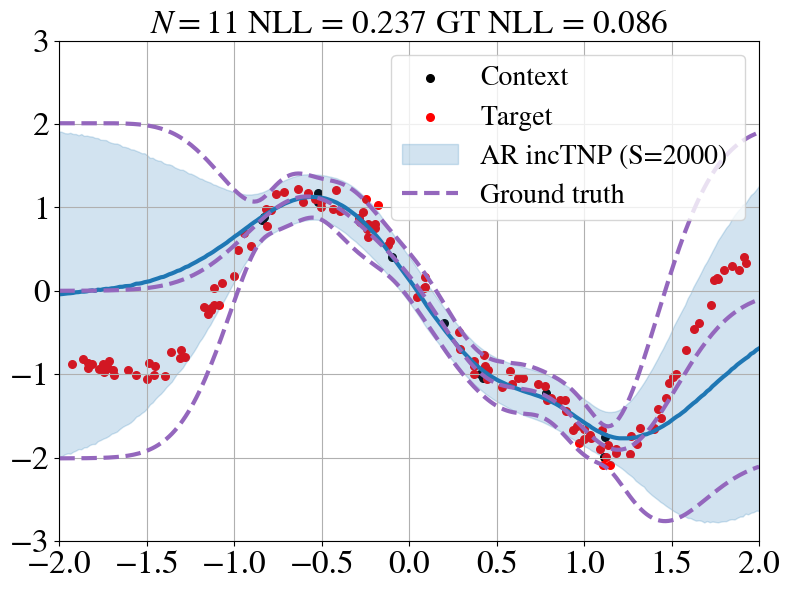 N = 11 NLL = 0.237 GT NLL = 0.086
3
2
1
0
−1
−2
−3
Context
Target
AR incTNP (S=2000)
Ground truth
−2.0 −1.5 −1.0 −0.5 0.0 0.5 1.0 1.5 2.0